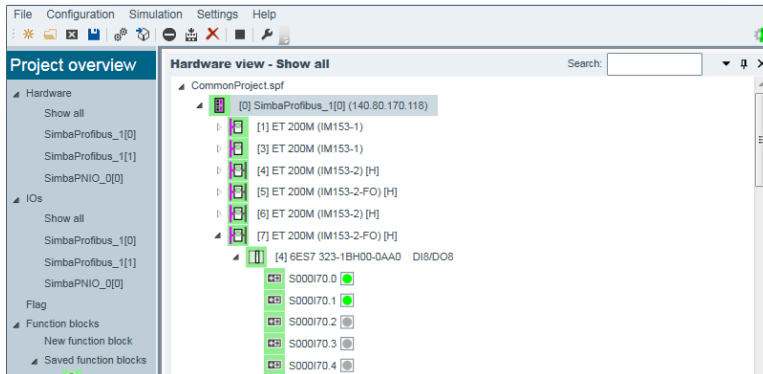 File Configuration Simulation Settings Help
Project overview
Hardware
Show all
SimbaProfibus_1[0]
SimbaProfibus_1[1]
SimbaPNIO_0[0]
IOs
Show all
SimbaProfibus_1[0]
SimbaProfibus_1[1]
SimbaPNIO_0[0]
Flag
Function blocks
New function block
Saved function blocks
Hardware view - Show all
Search:
CommonProject.spf
[0] SimbaProfibus_1[0] (140.80.170.118)
[1] ET 200M (IM153-1)
[3] ET 200M (IM153-1)
[4] ET 200M (IM153-2) [H]
[5] ET 200M (IM153-2-FO) [H]
[6] ET 200M (IM153-2) [H]
[7] ET 200M (IM153-2-FO) [H]
[4] 6ES7 323-1BH00-0AA0 DI8/DO8
S000I70.0
S000I70.1
S000I70.2
S000I70.3
S000I70.4